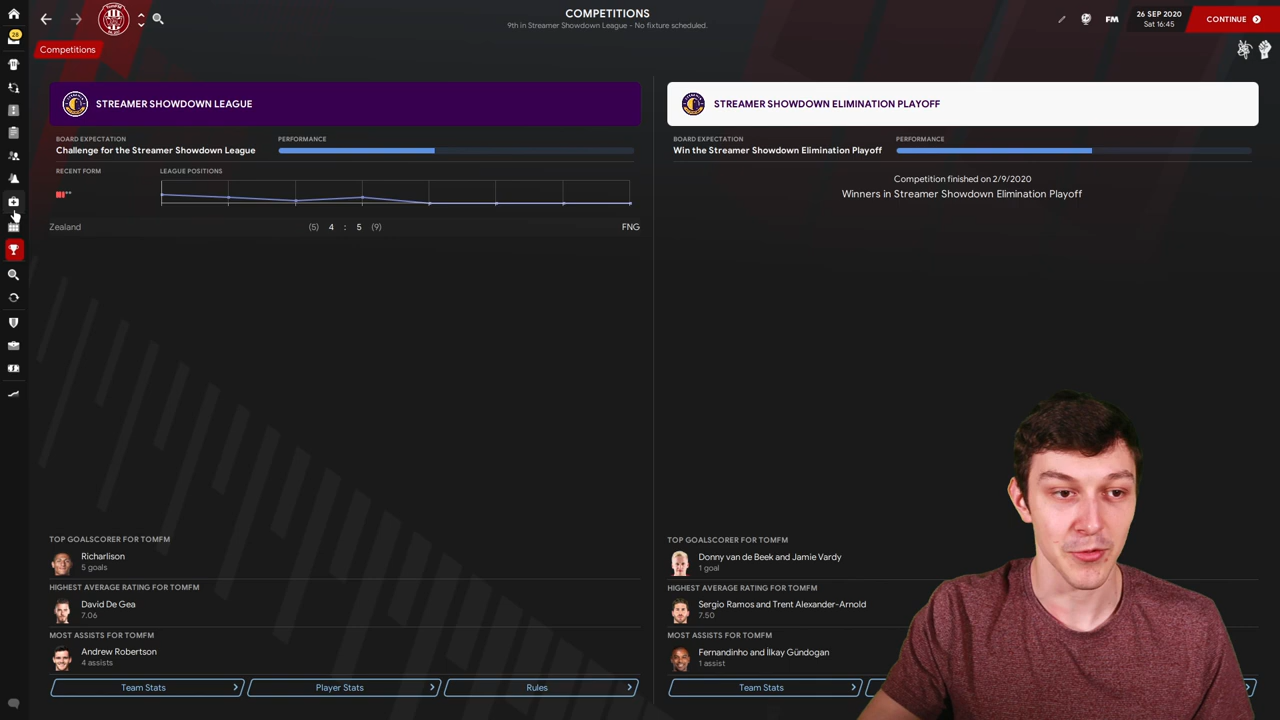 COMPETITIONS
9th in Streamer Showdown League - No fixture scheduled.
FM
26 SEP 2020
Sat 16:45
CONTINUE
28
Competitions
STREAMER SHOWDOWN LEAGUE
BOARD EXPECTATION
PERFORMANCE
Challenge for the Streamer Showdown League
RECENT FORM
LEAGUE POSITIONS
Zealand (5) 4 : 5 (9) FNG
TOP GOALSCORER FOR TOMFM
Richarlison
5 goals
HIGHEST AVERAGE RATING FOR TOMFM
David De Gea
7.06
MOST ASSISTS FOR TOMFM
Andrew Robertson
4 assists
Team Stats
Player Stats
Rules
STREAMER SHOWDOWN ELIMINATION PLAYOFF
BOARD EXPECTATION
PERFORMANCE
Win the Streamer Showdown Elimination Playoff
Competition finished on 2/9/2020
Winners in Streamer Showdown Elimination Playoff
TOP GOALSCORER FOR TOMFM
Donny van de Beek and Jamie Vardy
1 goal
HIGHEST AVERAGE RATING FOR TOMFM
Sergio Ramos and Trent Alexander-Arnold
7.50
MOST ASSISTS FOR TOMFM
Fernandinho and İlkay Gündogan
1 assist
Team Stats